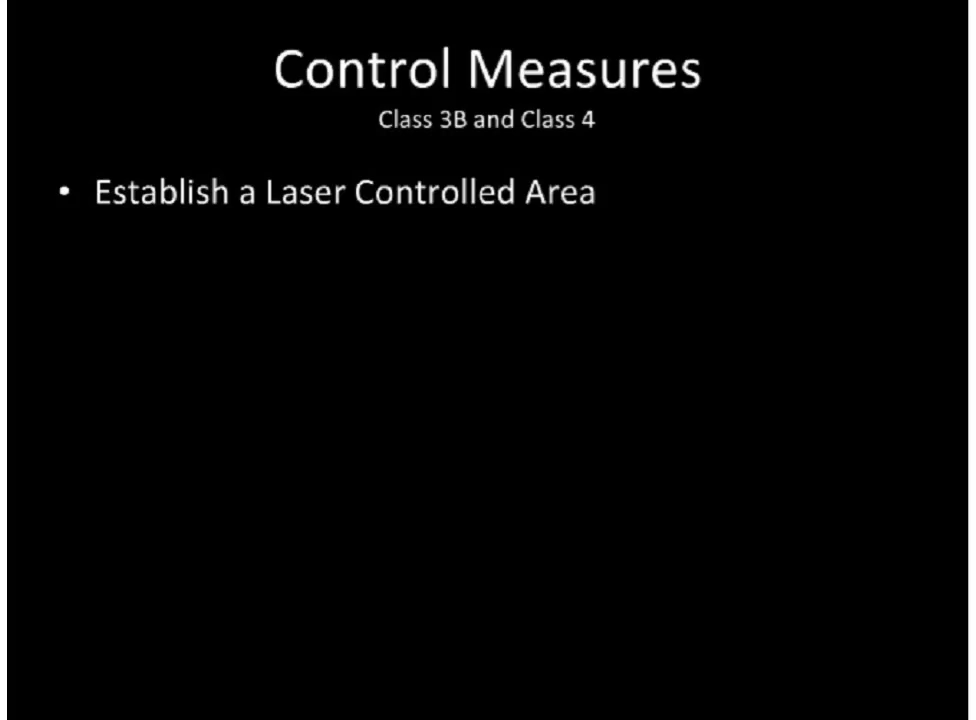 Control Measures
Class 3B and Class 4
• Establish a Laser Controlled Area